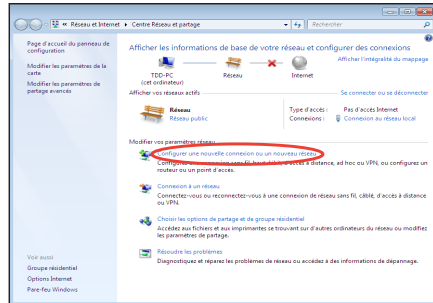 « Réseau et Internet ▸ Centre Réseau et partage
Rechercher
Page d'accueil du panneau de configuration
Modifier les paramètres de la carte
Modifier les paramètres de partage avancés
Afficher les informations de base de votre réseau et configurer des connexions
Afficher l'intégralité du mappage
TDD-PC
(cet ordinateur)
Réseau
Internet
Afficher vos réseaux actifs
Se connecter ou se déconnecter
Réseau
Réseau public
Type d'accès : Pas d'accès Internet
Connexions : Connexion au réseau local
Modifier vos paramètres réseau
Configurer une nouvelle connexion ou un nouveau réseau
Configurez une connexion sans fil, haut débit, d'accès à distance, ad hoc ou VPN, ou configurez un
routeur ou un point d'accès.
Connexion à un réseau
Connectez-vous ou reconnectez-vous à une connexion de réseau sans fil, câblé, d'accès à distance
ou VPN.
Choisir les options de partage et de groupe résidentiel
Accédez aux fichiers et aux imprimantes se trouvant sur d'autres ordinateurs du réseau ou modifiez
les paramètres de partage.
Résoudre les problèmes
Diagnostiquez et réparez les problèmes de réseau ou accédez à des informations de dépannage.
Voir aussi
Groupe résidentiel
Options Internet
Pare-feu Windows